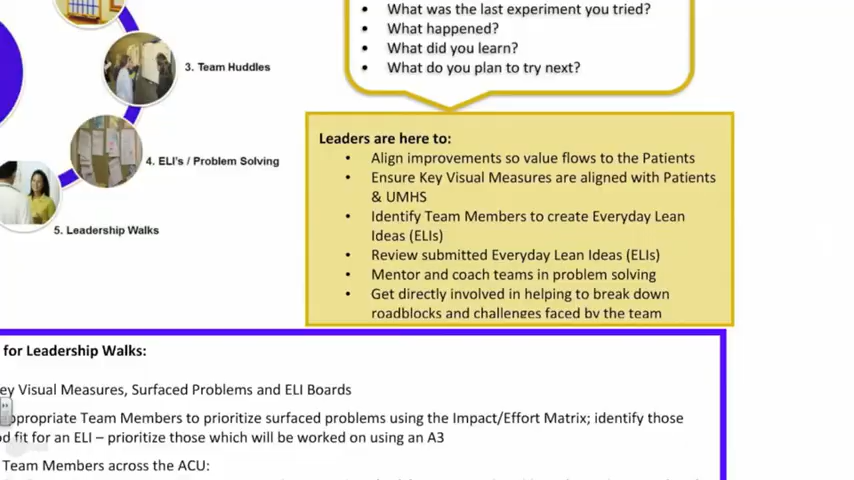 What was the last experiment you tried?
What happened?
What did you learn?
What do you plan to try next?
3. Team Huddles
4. ELI's / Problem Solving
5. Leadership Walks
Leaders are here to:
Align improvements so value flows to the Patients
Ensure Key Visual Measures are aligned with Patients
& UMHS
Identify Team Members to create Everyday Lean
Ideas (ELIs)
Review submitted Everyday Lean Ideas (ELIs)
Mentor and coach teams in problem solving
Get directly involved in helping to break down
roadblocks and challenges faced by the team
for Leadership Walks:
ey Visual Measures, Surfaced Problems and ELI Boards
ppropriate Team Members to prioritize surfaced problems using the Impact/Effort Matrix; identify those
d fit for an ELI – prioritize those which will be worked on using an A3
Team Members across the ACU: